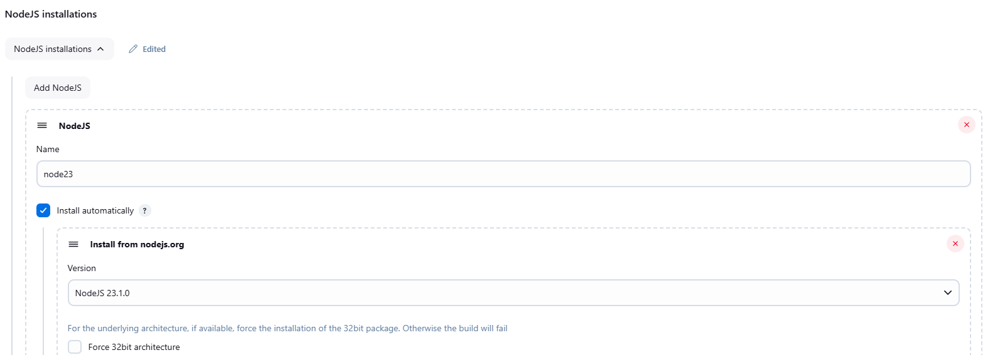 NodeJS installations
NodeJS installations
Edited
Add NodeJS
NodeJS
Name
node23
Install automatically ?
Install from nodejs.org
Version
NodeJS 23.1.0
For the underlying architecture, if available, force the installation of the 32bit package. Otherwise the build will fail
Force 32bit architecture